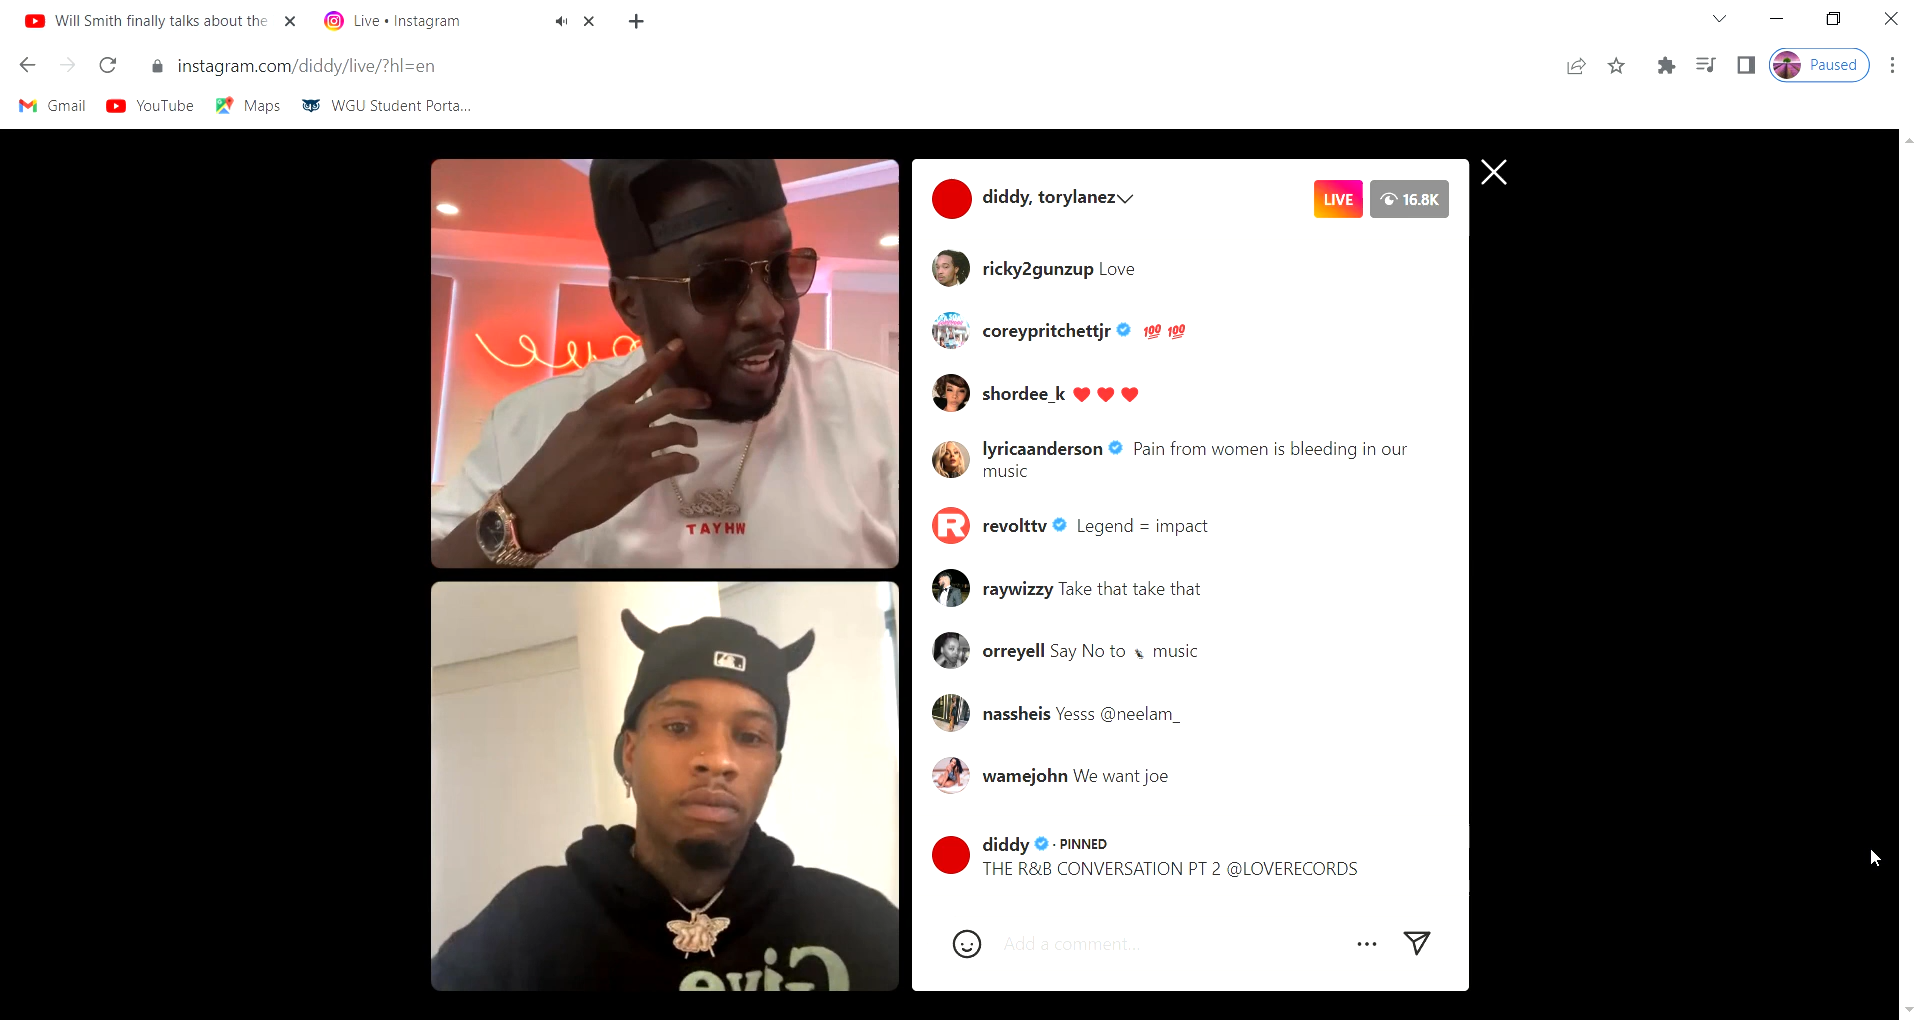 Will Smith finally talks about the
Live • Instagram
instagram.com/diddy/live/?hl=en
Paused
Gmail
YouTube
Maps
WGU Student Porta...
TAYHW
Give
diddy, torylanez
LIVE
16.8K
ricky2gunzup Love
coreypritchettjr 💯 💯
shordee_k ❤️ ❤️ ❤️
lyricaanderson Pain from women is bleeding in our
music
revolttv Legend = impact
raywizzy Take that take that
orreyell Say No to music
nassheis Yesss @neelam_
wamejohn We want joe
diddy · PINNED
THE R&B CONVERSATION PT 2 @LOVERECORDS
Add a comment...